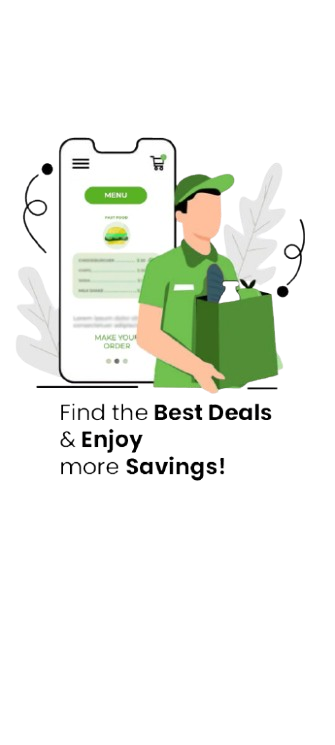 MENU
FAST FOOD
MAKE YOUR
ORDER
Find the Best Deals
& Enjoy
more Savings!